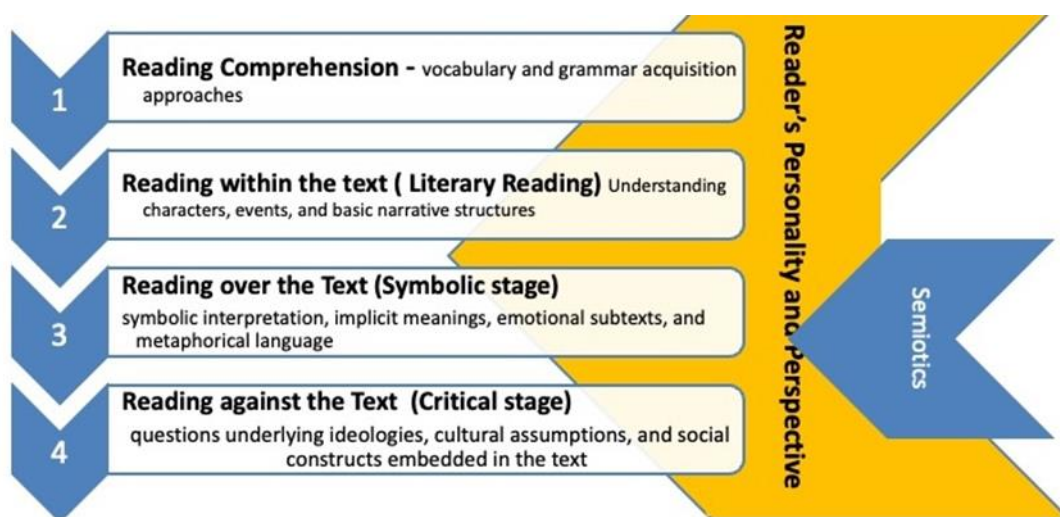 1
Reading Comprehension - vocabulary and grammar acquisition
approaches
2
Reading within the text ( Literary Reading) Understanding
characters, events, and basic narrative structures
3
Reading over the Text (Symbolic stage)
symbolic interpretation, implicit meanings, emotional subtexts, and
metaphorical language
4
Reading against the Text (Critical stage)
questions underlying ideologies, cultural assumptions, and social
constructs embedded in the text
Reader's Personality and Perspective
Semiotics